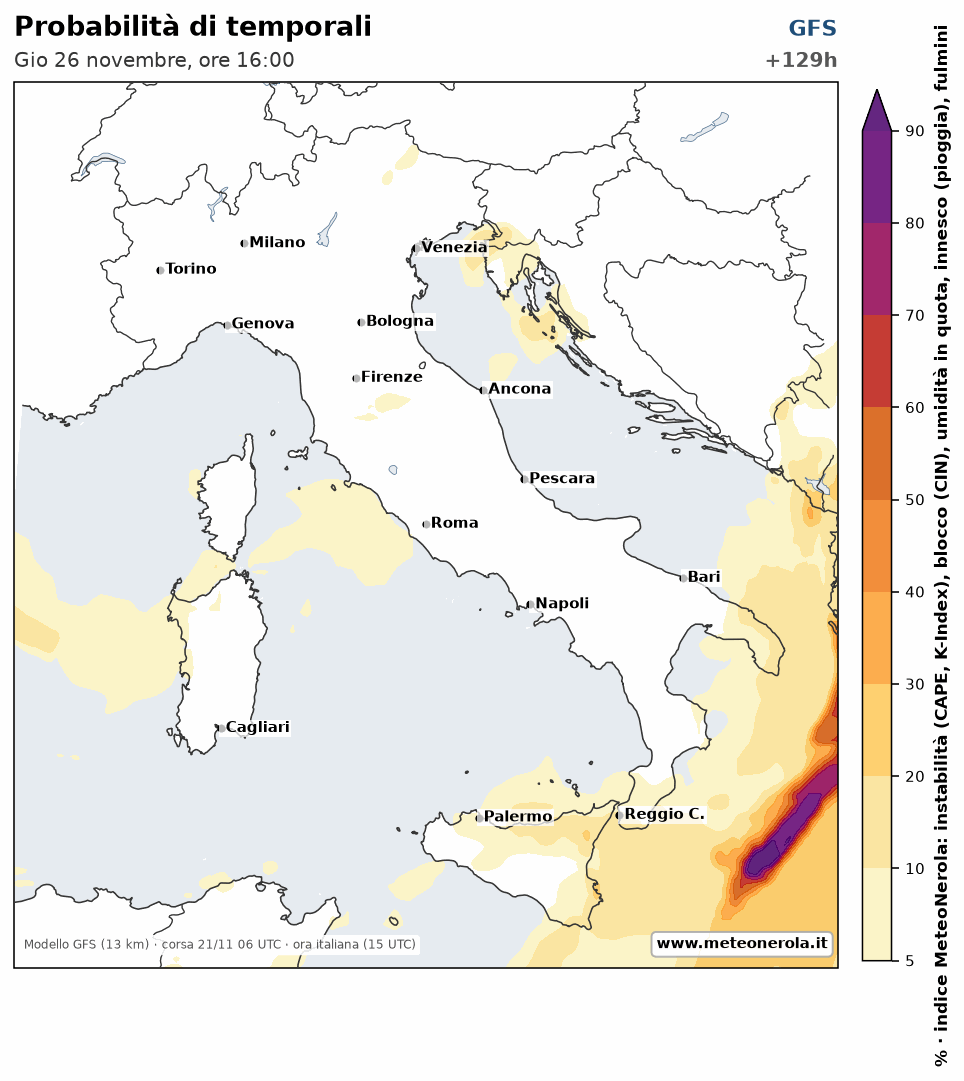 Probabilità di temporali
GFS
Gio 26 novembre, ore 16:00
+129h
90
80
70
60
50
40
30
20
10
5
% · indice MeteoNerola: instabilità (CAPE, K-Index), blocco (CIN), umidità in quota, innesco (pioggia), fulmini
Milano
Venezia
Torino
Genova
Bologna
Firenze
Ancona
Pescara
Roma
Bari
Napoli
Cagliari
Palermo
Reggio C.
Modello GFS (13 km) · corsa 21/11 06 UTC · ora italiana (15 UTC)
www.meteonerola.it